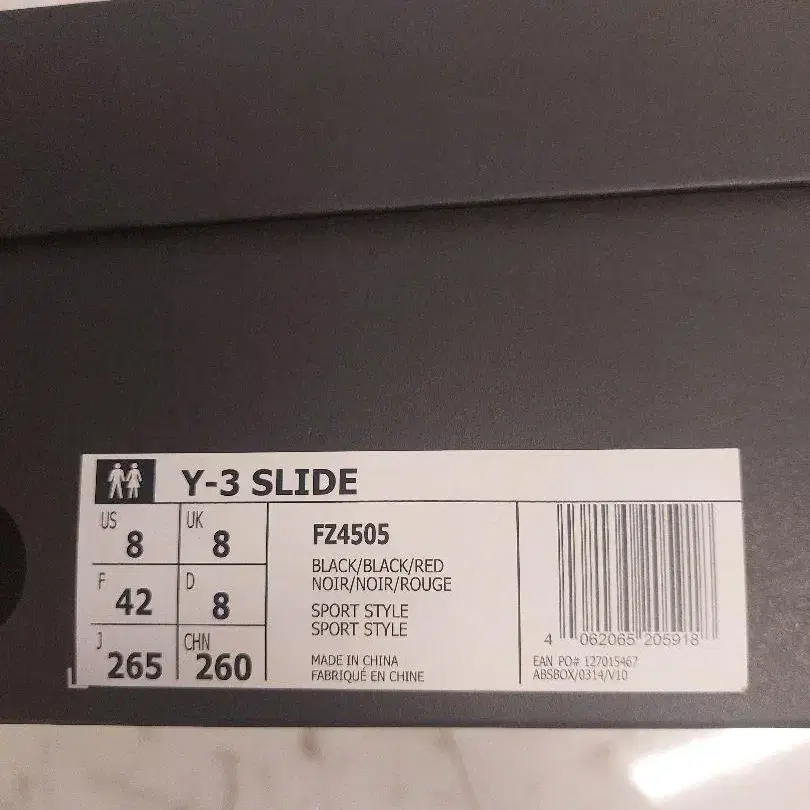 Y-3 SLIDE
US 8 UK 8
F 42 D 8
J 265 CHN 260
FZ4505
BLACK/BLACK/RED
NOIR/NOIR/ROUGE
SPORT STYLE
SPORT STYLE
MADE IN CHINA
FABRIQUÉ EN CHINE
4 062065 205918
EAN PO# 127015467
ABSBOX/0314/V10